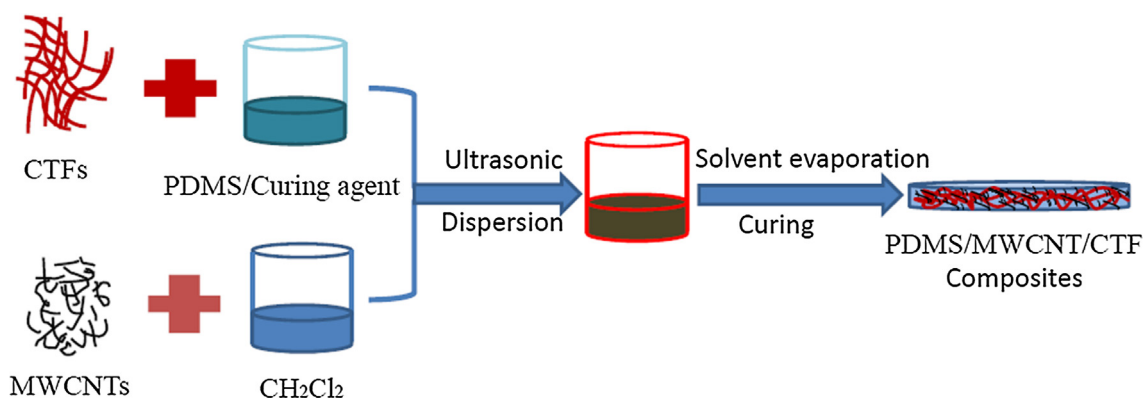 CTFs
PDMS/Curing agent
MWCNTs
CH₂Cl₂
Ultrasonic
Dispersion
Solvent evaporation
Curing
PDMS/MWCNT/CTF
Composites